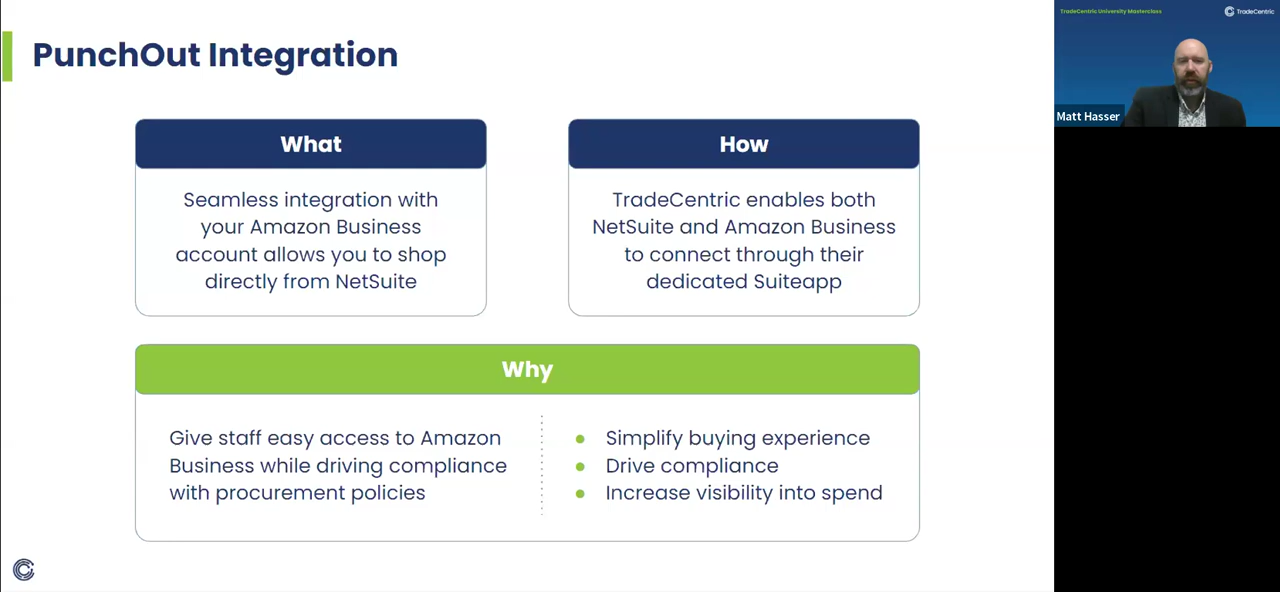 PunchOut Integration
What
Seamless integration with
your Amazon Business
account allows you to shop
directly from NetSuite
How
TradeCentric enables both
NetSuite and Amazon Business
to connect through their
dedicated Suiteapp
Why
Give staff easy access to Amazon
Business while driving compliance
with procurement policies
Simplify buying experience
Drive compliance
Increase visibility into spend
TradeCentric University Masterclass
TradeCentric
Matt Hasser